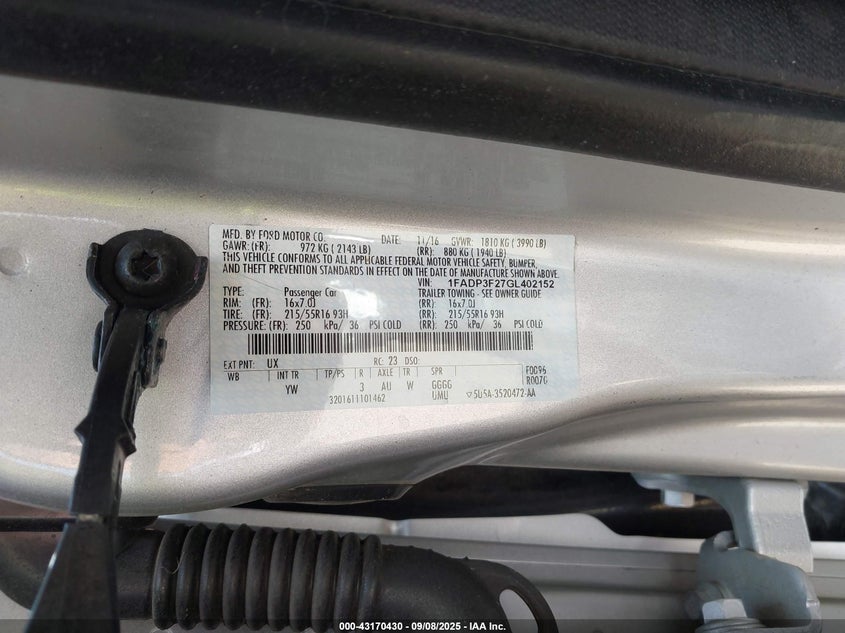 MFD. BY FORD MOTOR CO. DATE: 11/16 GVWR: 1810 KG ( 3990 LB)
GAWR: (FR): 972 KG ( 2143 LB) (RR): 880 KG ( 1940 LB)
THIS VEHICLE CONFORMS TO ALL APPLICABLE FEDERAL MOTOR VEHICLE SAFETY, BUMPER,
AND THEFT PREVENTION STANDARDS IN EFFECT ON THE DATE OF MANUFACTURE SHOWN ABOVE.
VIN: 1FADP3F27GL402152
TYPE: Passenger Car TRAILER TOWING - SEE OWNER GUIDE
RIM: (FR): 16x7.0J (RR): 16x7.0J
TIRE: (FR): 215/55R16 93H (RR): 215/55R16 93H
PRESSURE: (FR): 250 kPa/ 36 PSI COLD (RR): 250 kPa/ 36 PSI COLD
EXT PNT: UX RC: 23 DSO:
WB INT TR TP/PS R AXLE TR SPR
YW 3 AU W GGGG
UMU
3201611101462
5U5A-3520472-AA
000-43170430 - 09/08/2025 - IAA Inc.